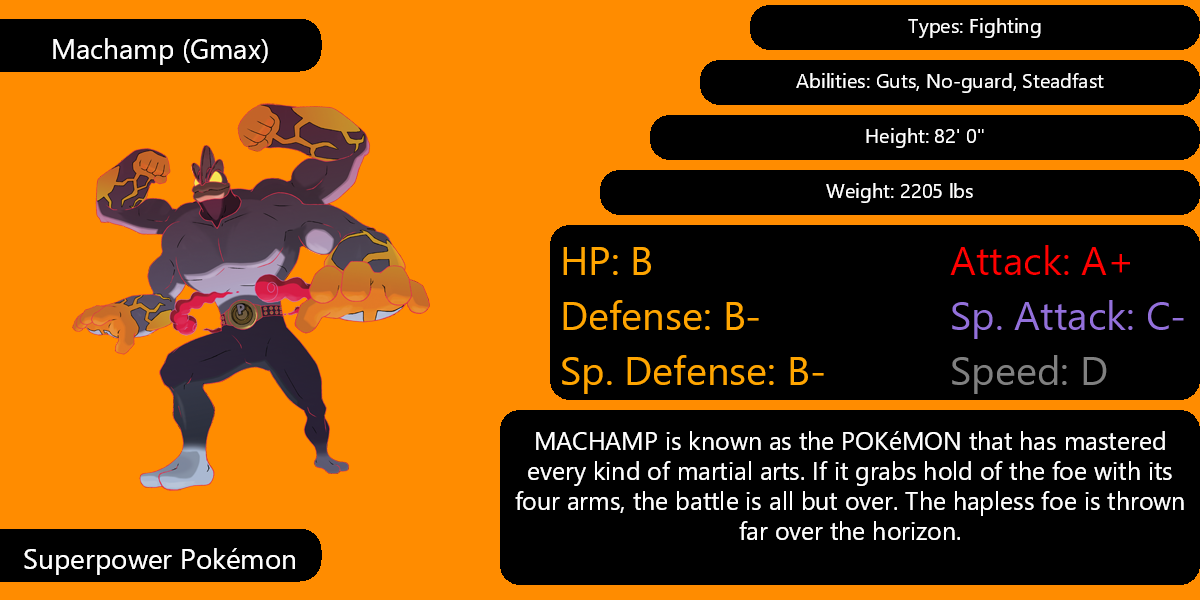 Machamp (Gmax)
Types: Fighting
Abilities: Guts, No-guard, Steadfast
Height: 82' 0"
Weight: 2205 lbs
HP: B
Attack: A+
Defense: B-
Sp. Attack: C-
Sp. Defense: B-
Speed: D
MACHAMP is known as the POKéMON that has mastered
every kind of martial arts. If it grabs hold of the foe with its
four arms, the battle is all but over. The hapless foe is thrown
far over the horizon.
Superpower Pokémon